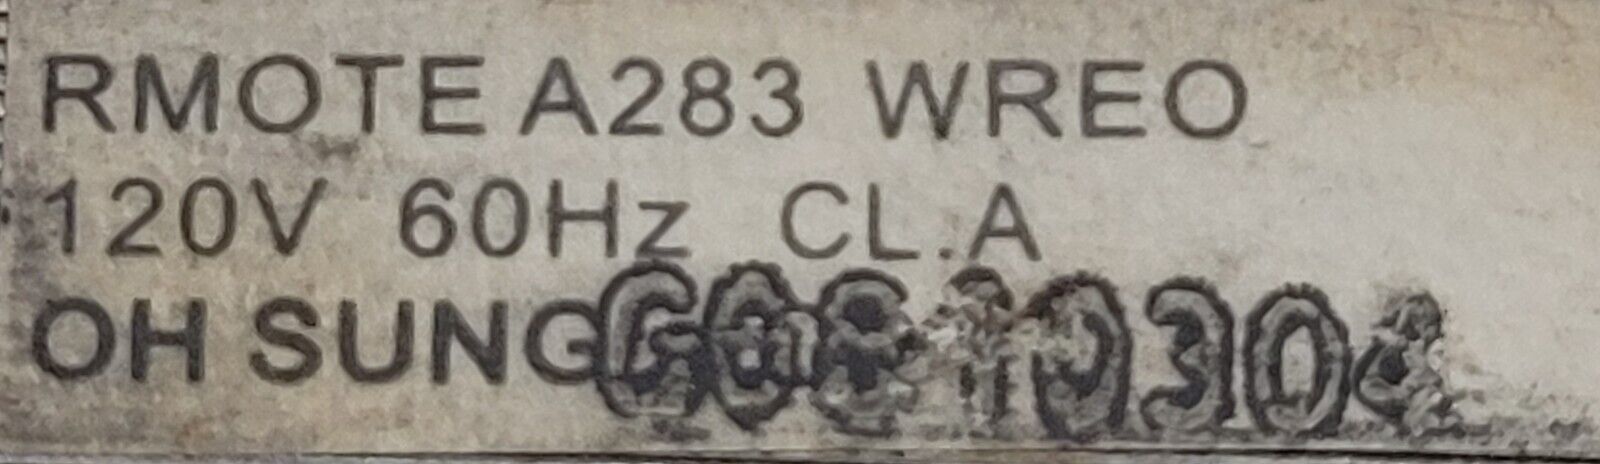 RMOTE A283 WREO
120V 60Hz CL.A
OH SUNG